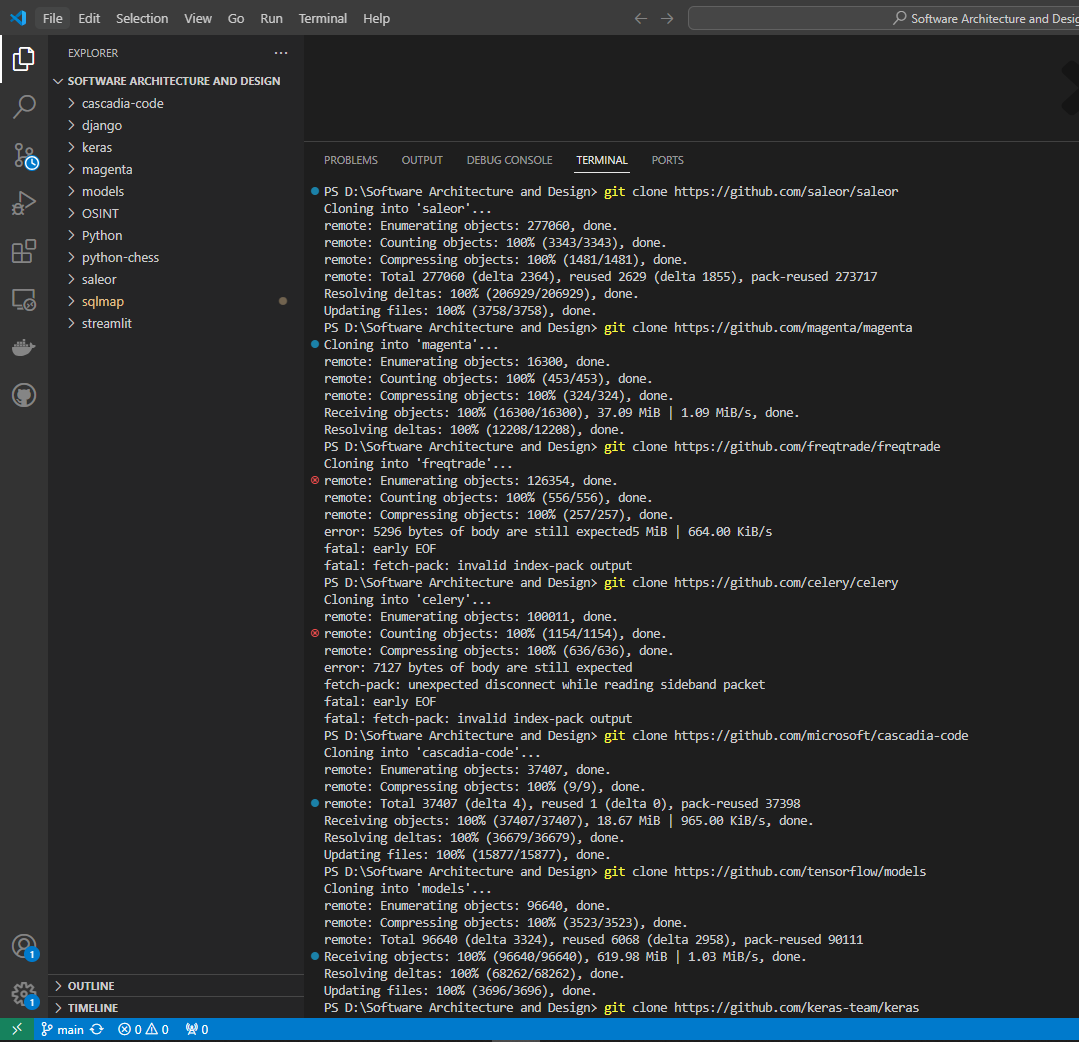 File Edit Selection View Go Run Terminal Help
Software Architecture and Desig
EXPLORER
SOFTWARE ARCHITECTURE AND DESIGN
cascadia-code
django
keras
magenta
models
OSINT
Python
python-chess
saleor
sqlmap
streamlit
OUTLINE
TIMELINE
PROBLEMS OUTPUT DEBUG CONSOLE TERMINAL PORTS
PS D:\Software Architecture and Design> git clone https://github.com/saleor/saleor
Cloning into 'saleor'...
remote: Enumerating objects: 277060, done.
remote: Counting objects: 100% (3343/3343), done.
remote: Compressing objects: 100% (1481/1481), done.
remote: Total 277060 (delta 2364), reused 2629 (delta 1855), pack-reused 273717
Resolving deltas: 100% (206929/206929), done.
Updating files: 100% (3758/3758), done.
PS D:\Software Architecture and Design> git clone https://github.com/magenta/magenta
Cloning into 'magenta'...
remote: Enumerating objects: 16300, done.
remote: Counting objects: 100% (453/453), done.
remote: Compressing objects: 100% (324/324), done.
Receiving objects: 100% (16300/16300), 37.09 MiB | 1.09 MiB/s, done.
Resolving deltas: 100% (12208/12208), done.
PS D:\Software Architecture and Design> git clone https://github.com/freqtrade/freqtrade
Cloning into 'freqtrade'...
remote: Enumerating objects: 126354, done.
remote: Counting objects: 100% (556/556), done.
remote: Compressing objects: 100% (257/257), done.
error: 5296 bytes of body are still expected5 MiB | 664.00 KiB/s
fatal: early EOF
fatal: fetch-pack: invalid index-pack output
PS D:\Software Architecture and Design> git clone https://github.com/celery/celery
Cloning into 'celery'...
remote: Enumerating objects: 100011, done.
remote: Counting objects: 100% (1154/1154), done.
remote: Compressing objects: 100% (636/636), done.
error: 7127 bytes of body are still expected
fetch-pack: unexpected disconnect while reading sideband packet
fatal: early EOF
fatal: fetch-pack: invalid index-pack output
PS D:\Software Architecture and Design> git clone https://github.com/microsoft/cascadia-code
Cloning into 'cascadia-code'...
remote: Enumerating objects: 37407, done.
remote: Compressing objects: 100% (9/9), done.
remote: Total 37407 (delta 4), reused 1 (delta 0), pack-reused 37398
Receiving objects: 100% (37407/37407), 18.67 MiB | 965.00 KiB/s, done.
Resolving deltas: 100% (36679/36679), done.
Updating files: 100% (15877/15877), done.
PS D:\Software Architecture and Design> git clone https://github.com/tensorflow/models
Cloning into 'models'...
remote: Enumerating objects: 96640, done.
remote: Compressing objects: 100% (3523/3523), done.
remote: Total 96640 (delta 3324), reused 6068 (delta 2958), pack-reused 90111
Receiving objects: 100% (96640/96640), 619.98 MiB | 1.03 MiB/s, done.
Resolving deltas: 100% (68262/68262), done.
Updating files: 100% (3696/3696), done.
PS D:\Software Architecture and Design> git clone https://github.com/keras-team/keras
1
1
main 0 0 0